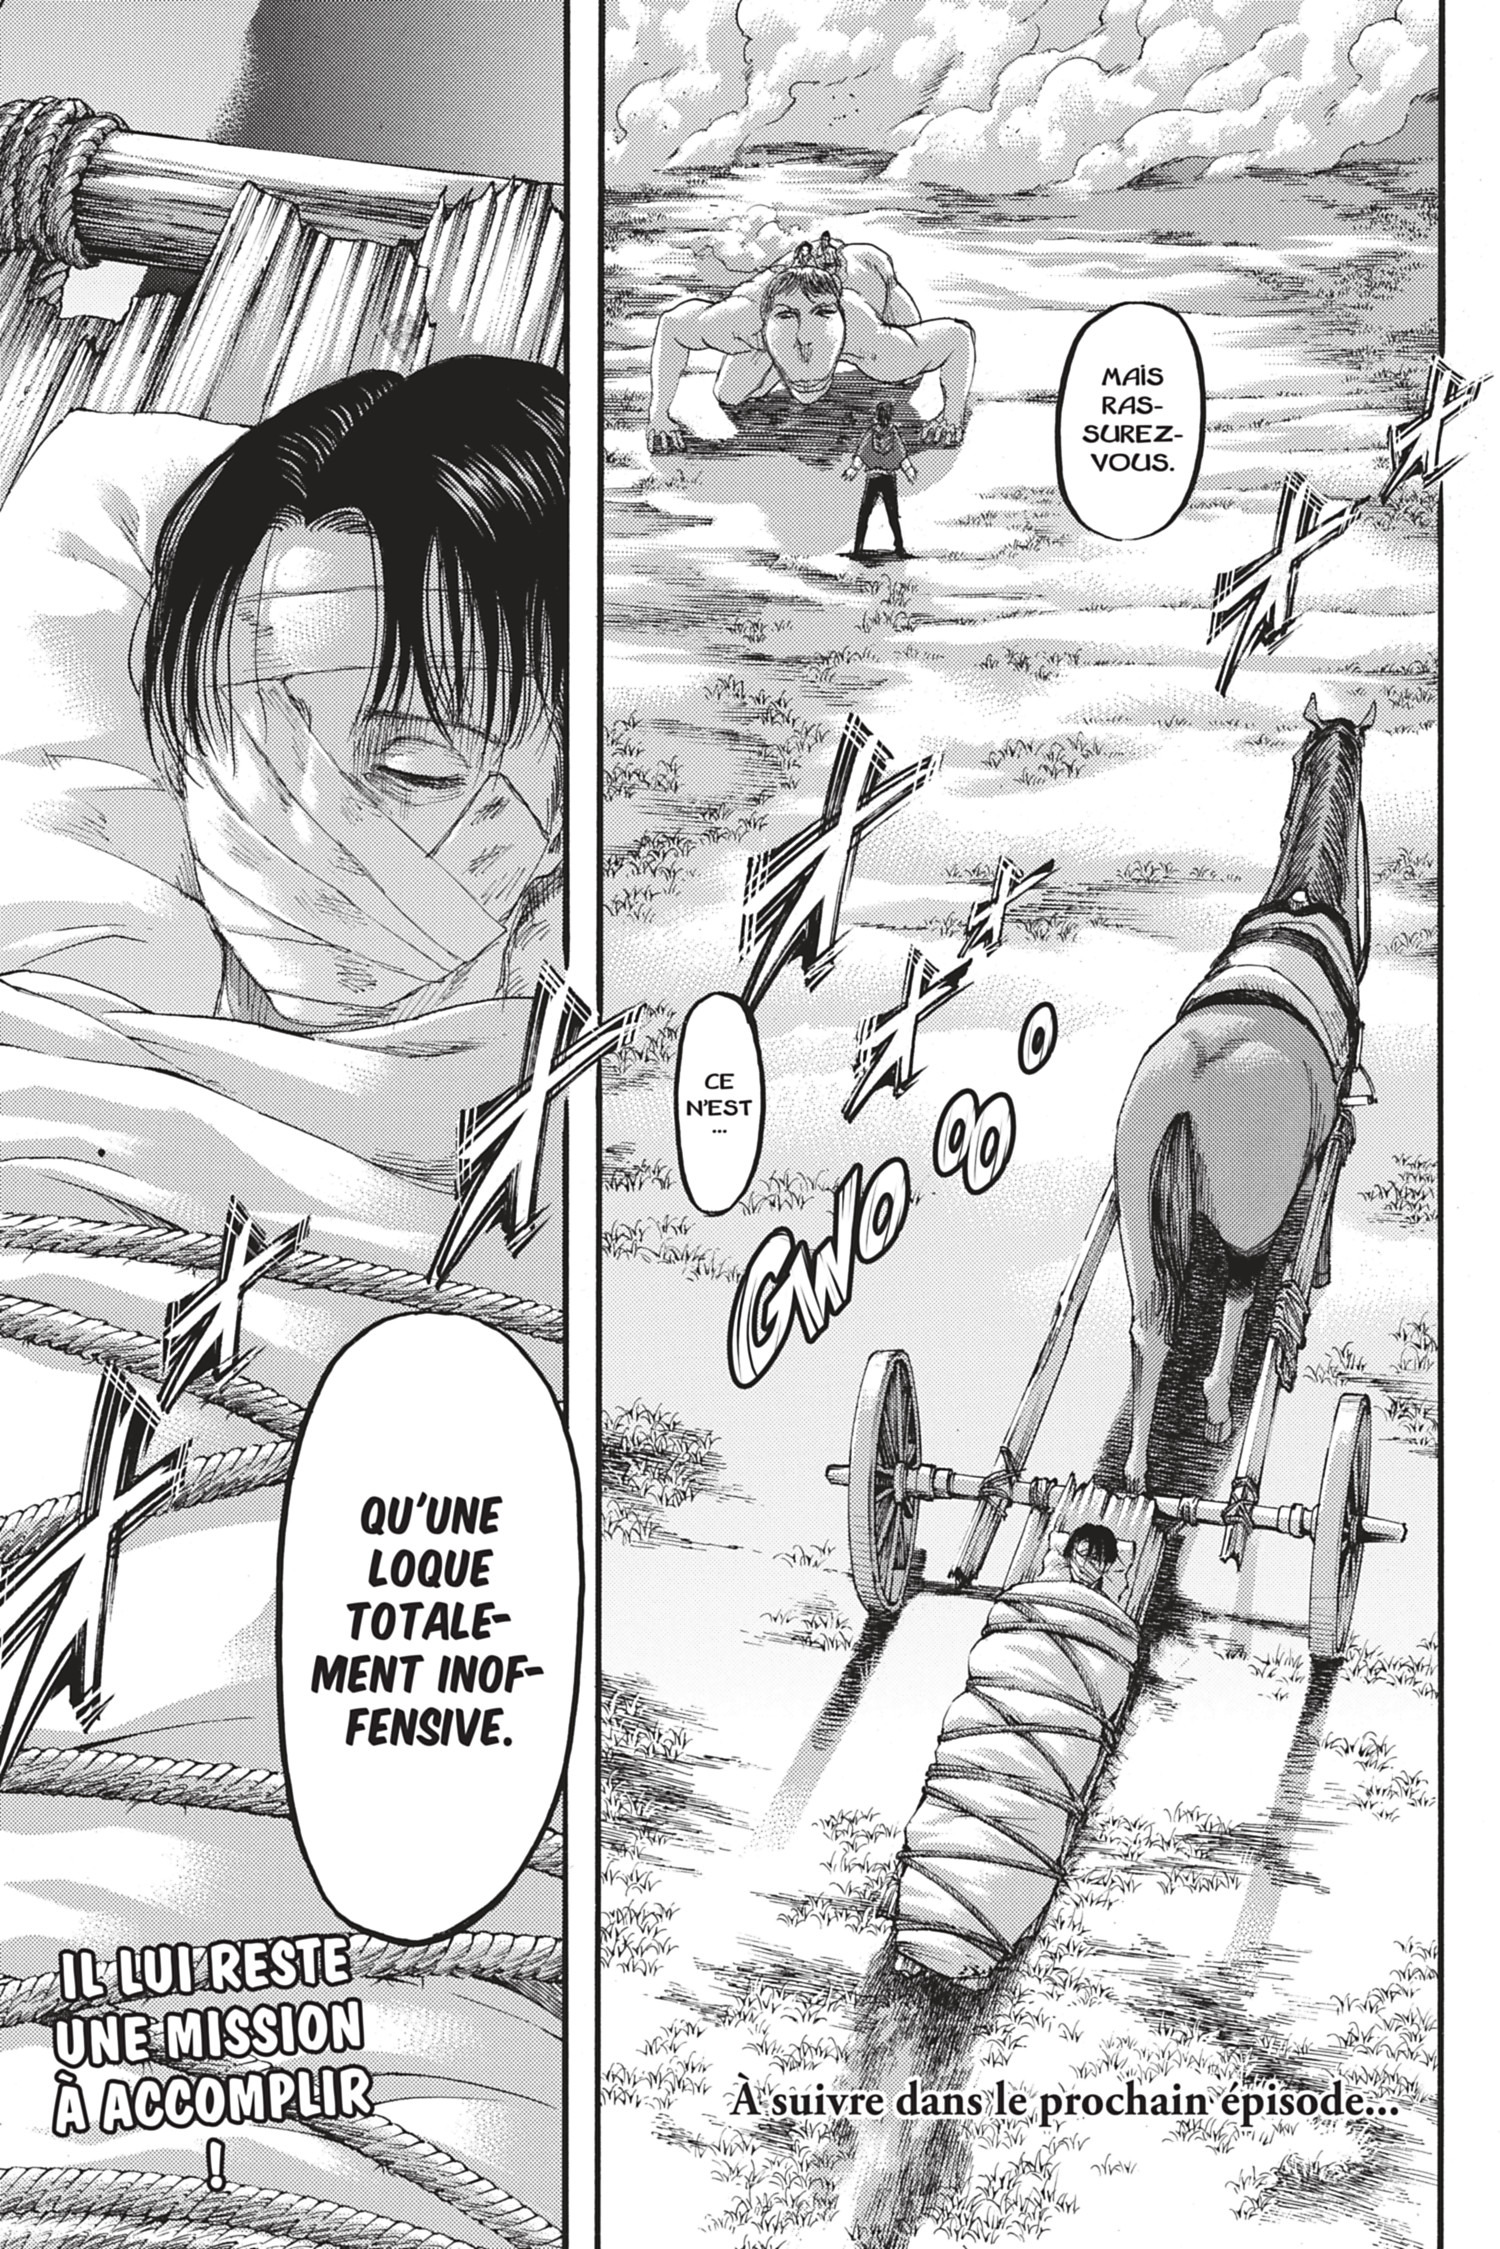 MAIS
RAS-
SUREZ-
VOUS.
CE
N'EST
...
GWO OO O
QU'UNE
LOQUE
TOTALE-
MENT INOF-
FENSIVE.
IL LUI RESTE
UNE MISSION
À ACCOMPLIR
!
À suivre dans le prochain épisode...